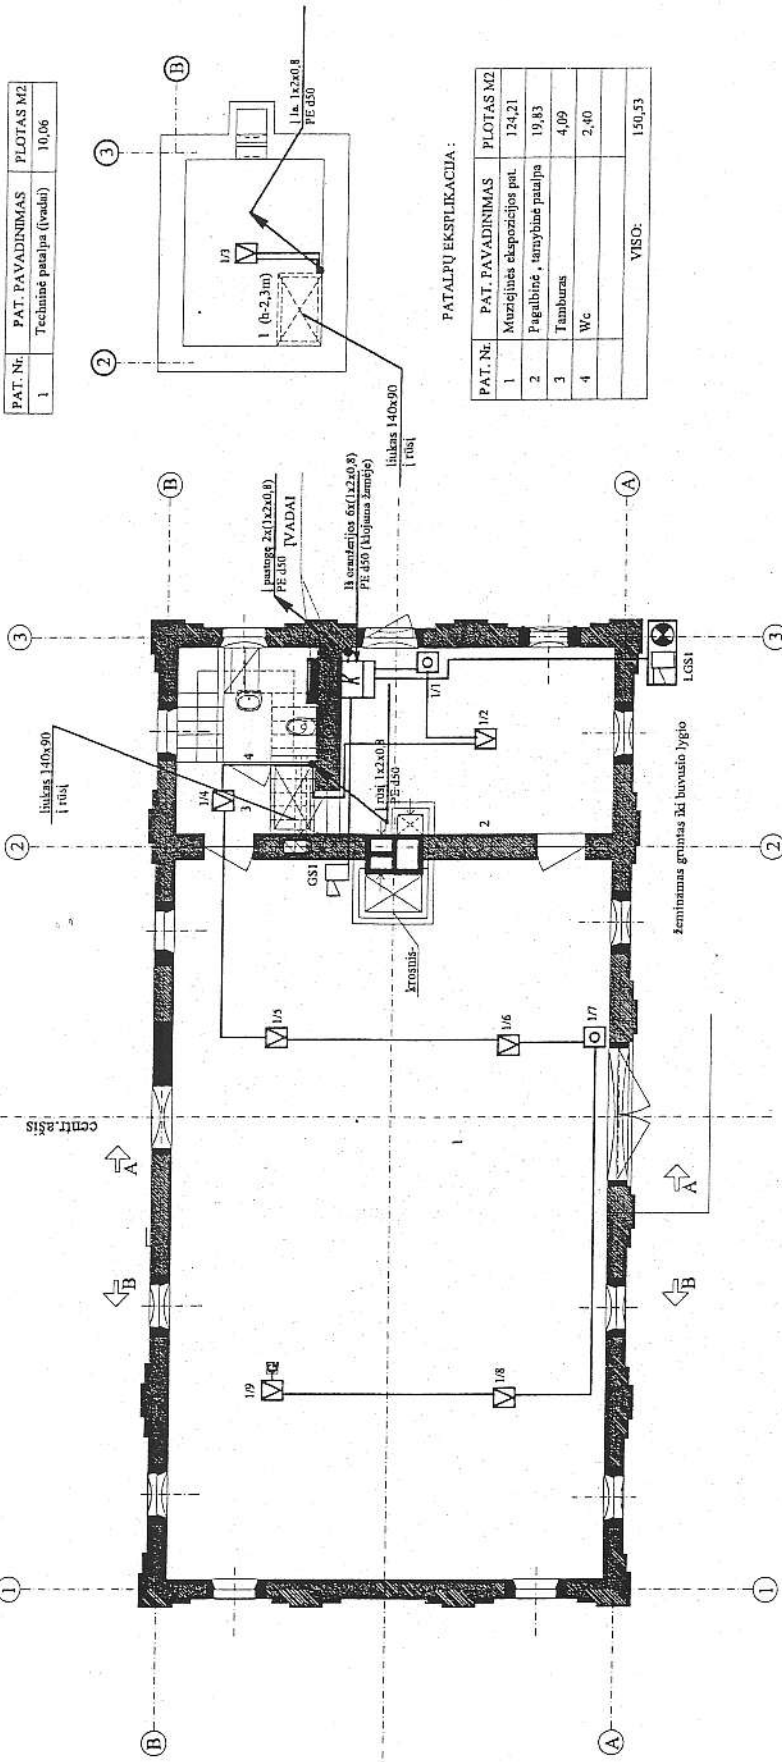 PAT. Nr. PAT. PAVADINIMAS PLOTAS M2
1 Techninė patalpa (įvadai) 10,06
B
3
2
1/3
1 (h-2,3m)
Į la. 1x2x0,8
PE d50
liukas 140x90
į rūsį
PATALPŲ EKSPLIKACIJA :
PAT. Nr. PAT. PAVADINIMAS PLOTAS M2
1 Muziejinės ekspozicijos pat. 124,21
2 Pagalbinė , tarnybinė patalpa 19,83
3 Tamburas 4,09
4 Wc 2,40
VISO: 150,53
1
2
3
B
B
A
A
1
2
3
liukas 140x90
į rūsį
Į pastogę 2x(1x2x0,8)
PE d50
ĮVADAI
Iš oranžerijos 6x(1x2x0,8)
PE d50 (klojama žemėje)
Į rūsį 1x2x0,8
PE d50
K
1/1
1/2
1/4
1/5
1/6
1/7
1/8
1/9
1
2
3
4
GS1
LGS1
krosnis
centr.ašis
A
A
B
B
žeminamas gruntas iki buvusio lygio